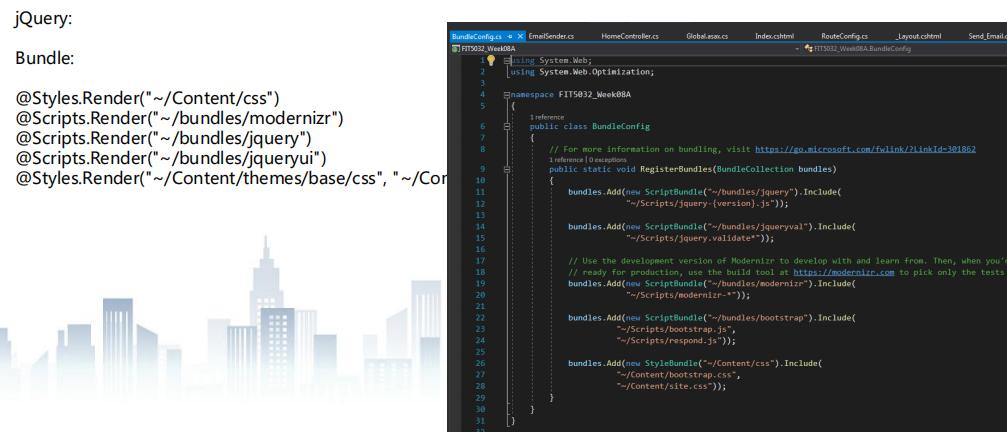 jQuery:
Bundle:
@Styles.Render("~/Content/css")
@Scripts.Render("~/bundles/modernizr")
@Scripts.Render("~/bundles/jquery")
@Scripts.Render("~/bundles/jqueryui")
@Styles.Render("~/Content/themes/base/css", "~/Con
BundleConfig.cs EmailSender.cs HomeController.cs Global.asax.cs Index.cshtml RouteConfig.cs _Layout.cshtml Send_Email.c
FIT5032_Week08A FIT5032_Week08A.BundleConfig
1 using System.Web;
2 using System.Web.Optimization;
3
4 namespace FIT5032_Week08A
5 {
1 reference
6 public class BundleConfig
7 {
8 // For more information on bundling, visit https://go.microsoft.com/fwlink/?LinkId=301862
1 reference | 0 exceptions
9 public static void RegisterBundles(BundleCollection bundles)
10 {
11 bundles.Add(new ScriptBundle("~/bundles/jquery").Include(
12 "~/Scripts/jquery-{version}.js"));
13
14 bundles.Add(new ScriptBundle("~/bundles/jqueryval").Include(
15 "~/Scripts/jquery.validate*"));
16
17 // Use the development version of Modernizr to develop with and learn from. Then, when you'r
18 // ready for production, use the build tool at https://modernizr.com to pick only the tests
19 bundles.Add(new ScriptBundle("~/bundles/modernizr").Include(
20 "~/Scripts/modernizr-*"));
21
22 bundles.Add(new ScriptBundle("~/bundles/bootstrap").Include(
23 "~/Scripts/bootstrap.js",
24 "~/Scripts/respond.js"));
25
26 bundles.Add(new StyleBundle("~/Content/css").Include(
27 "~/Content/bootstrap.css",
28 "~/Content/site.css"));
29 }
30 }
31 }
32